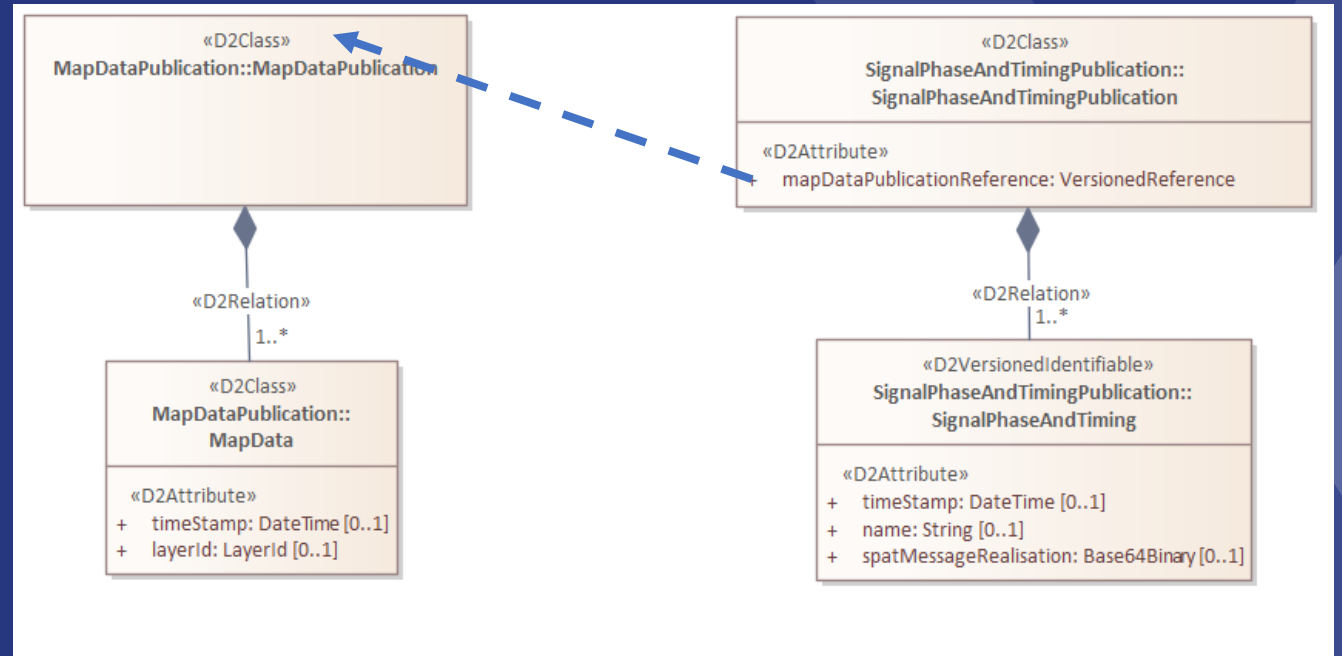 «D2Class»
MapDataPublication::MapDataPublication
«D2Relation»
1..*
«D2Class»
MapDataPublication::
MapData
«D2Attribute»
+ timeStamp: DateTime [0..1]
+ layerId: LayerId [0..1]
«D2Class»
SignalPhaseAndTimingPublication::
SignalPhaseAndTimingPublication
«D2Attribute»
+ mapDataPublicationReference: VersionedReference
«D2Relation»
1..*
«D2VersionedIdentifiable»
SignalPhaseAndTimingPublication::
SignalPhaseAndTiming
«D2Attribute»
+ timeStamp: DateTime [0..1]
+ name: String [0..1]
+ spatMessageRealisation: Base64Binary [0..1]